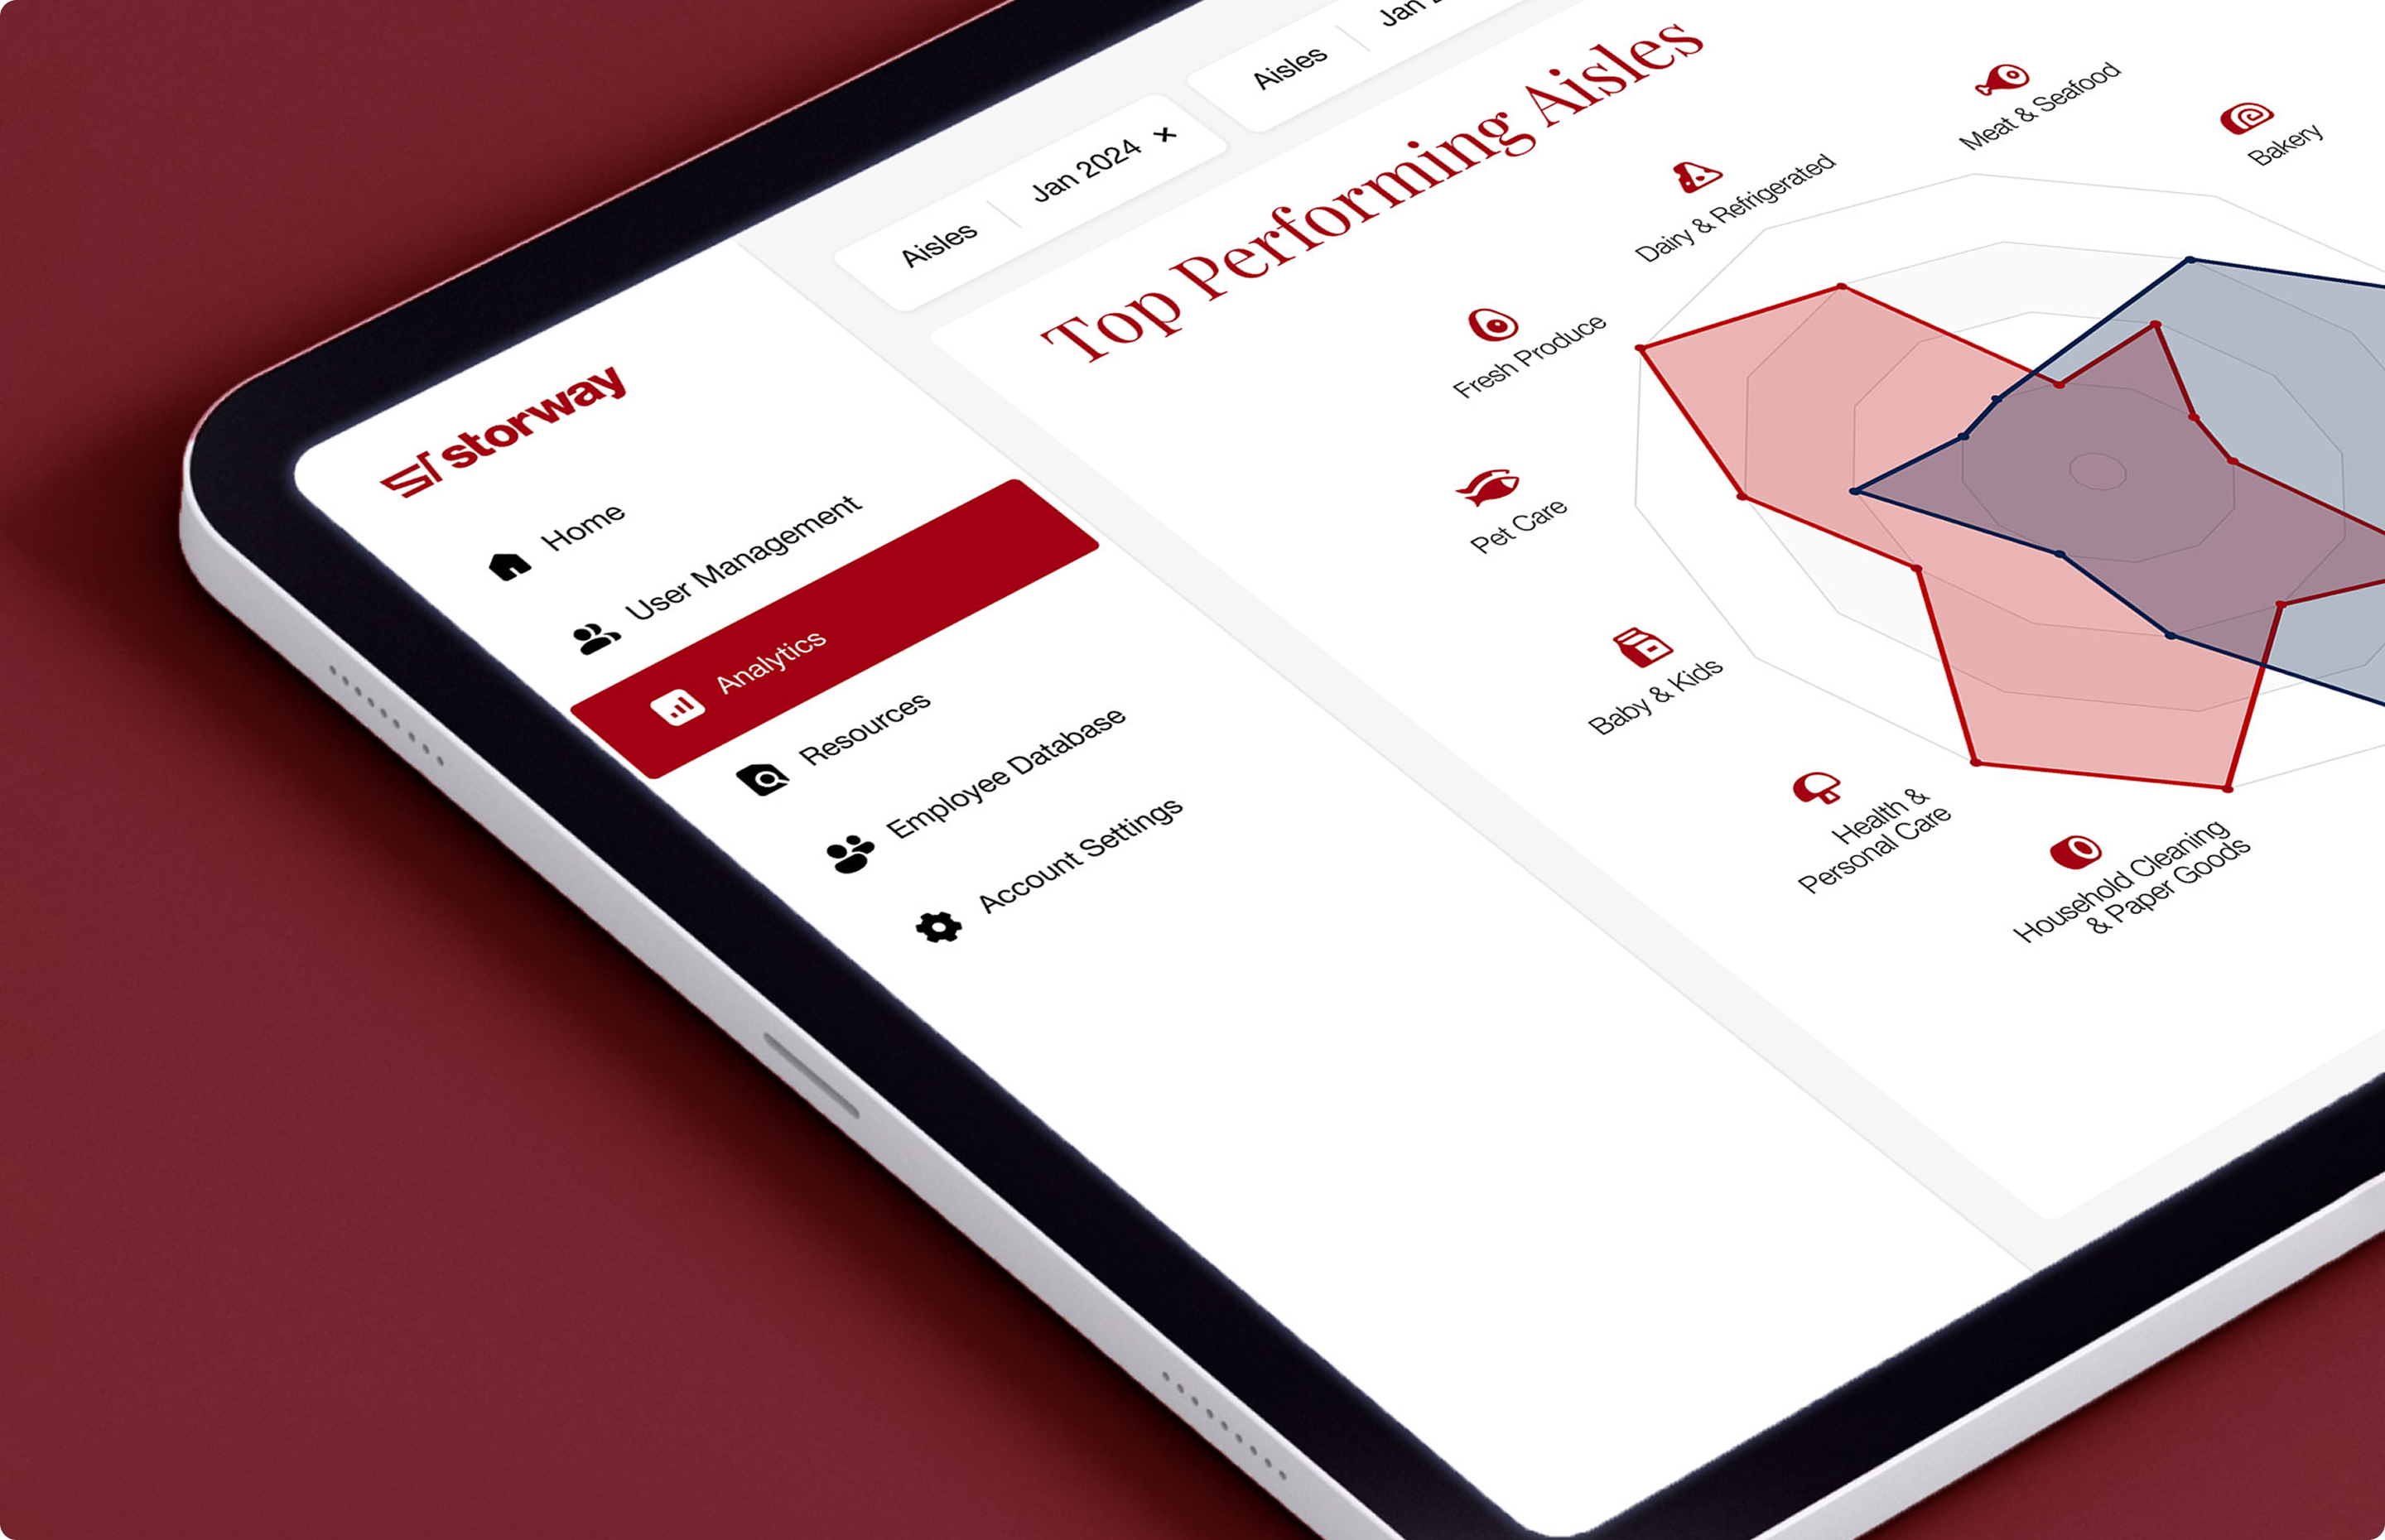 storway
Home
User Management
Analytics
Resources
Employee Database
Account Settings
Aisles
Jan 2024
Aisles
Jan
Top Performing Aisles
Meat & Seafood
Bakery
Dairy & Refrigerated
Fresh Produce
Pet Care
Baby & Kids
Health &
Personal Care
Household Cleaning
& Paper Goods